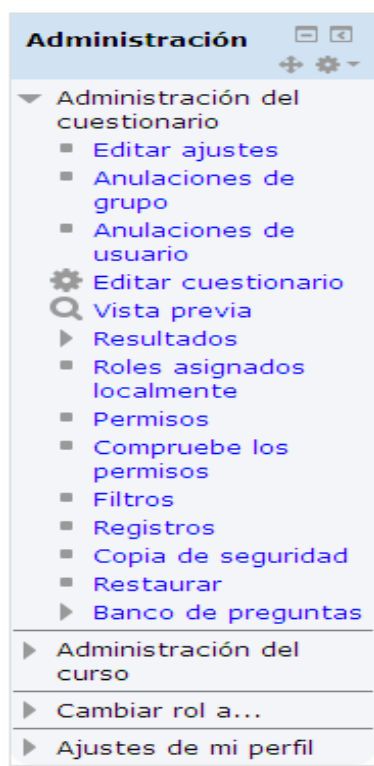 Administración
Administración del
cuestionario
Editar ajustes
Anulaciones de
grupo
Anulaciones de
usuario
Editar cuestionario
Vista previa
Resultados
Roles asignados
localmente
Permisos
Compruebe los
permisos
Filtros
Registros
Copia de seguridad
Restaurar
Banco de preguntas
Administración del
curso
Cambiar rol a...
Ajustes de mi perfil